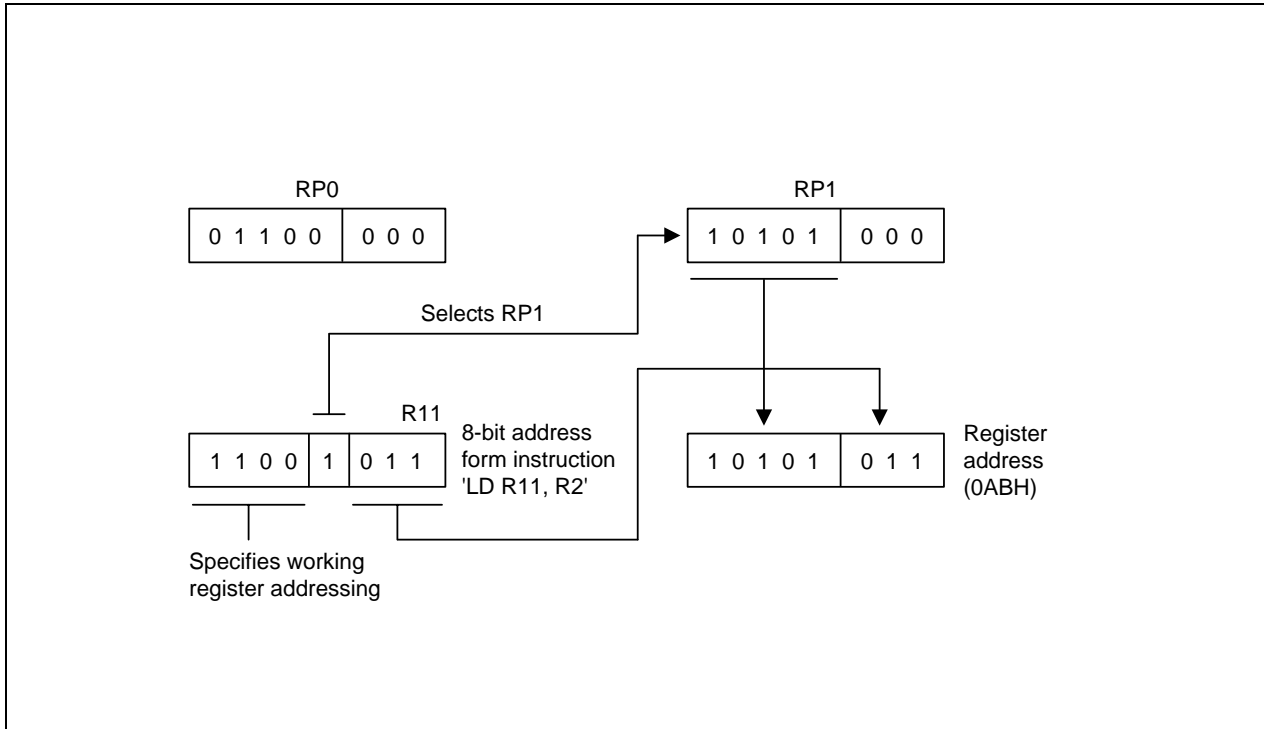 RP0
RP1
0 1 1 0 0 0 0 0
1 0 1 0 1 0 0 0
Selects RP1
R11
1 1 0 0 1 0 1 1
8-bit address
form instruction
'LD R11, R2'
1 0 1 0 1 0 1 1
Register
address
(0ABH)
Specifies working
register addressing